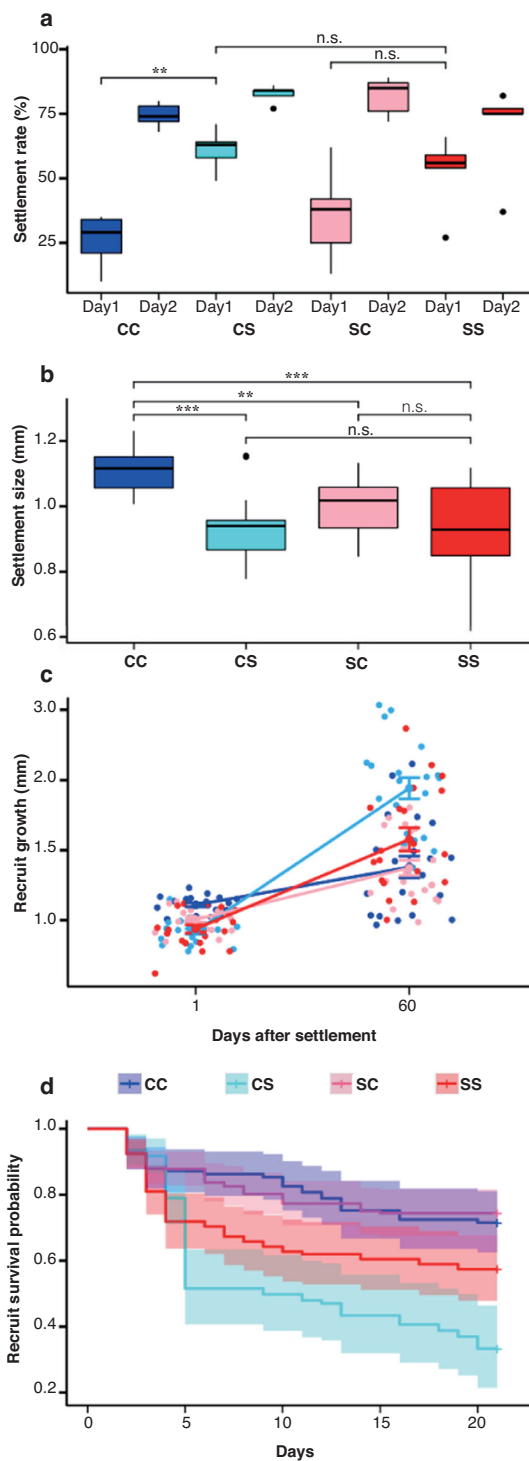 a
n.s.
n.s.
**
100
75
50
25
Settlement rate (%)
Day1 Day2 Day1 Day2 Day1 Day2 Day1 Day2
CC CS SC SS
b
***
**
*** n.s.
n.s.
1.2
1.0
0.8
0.6
Settlement size (mm)
CC CS SC SS
c
3.0
2.0
1.5
1.0
Recruit growth (mm)
1 60
Days after settlement
d
CC CS SC SS
1.0
0.8
0.6
0.4
0.2
Recruit survival probability
0 5 10 15 20
Days